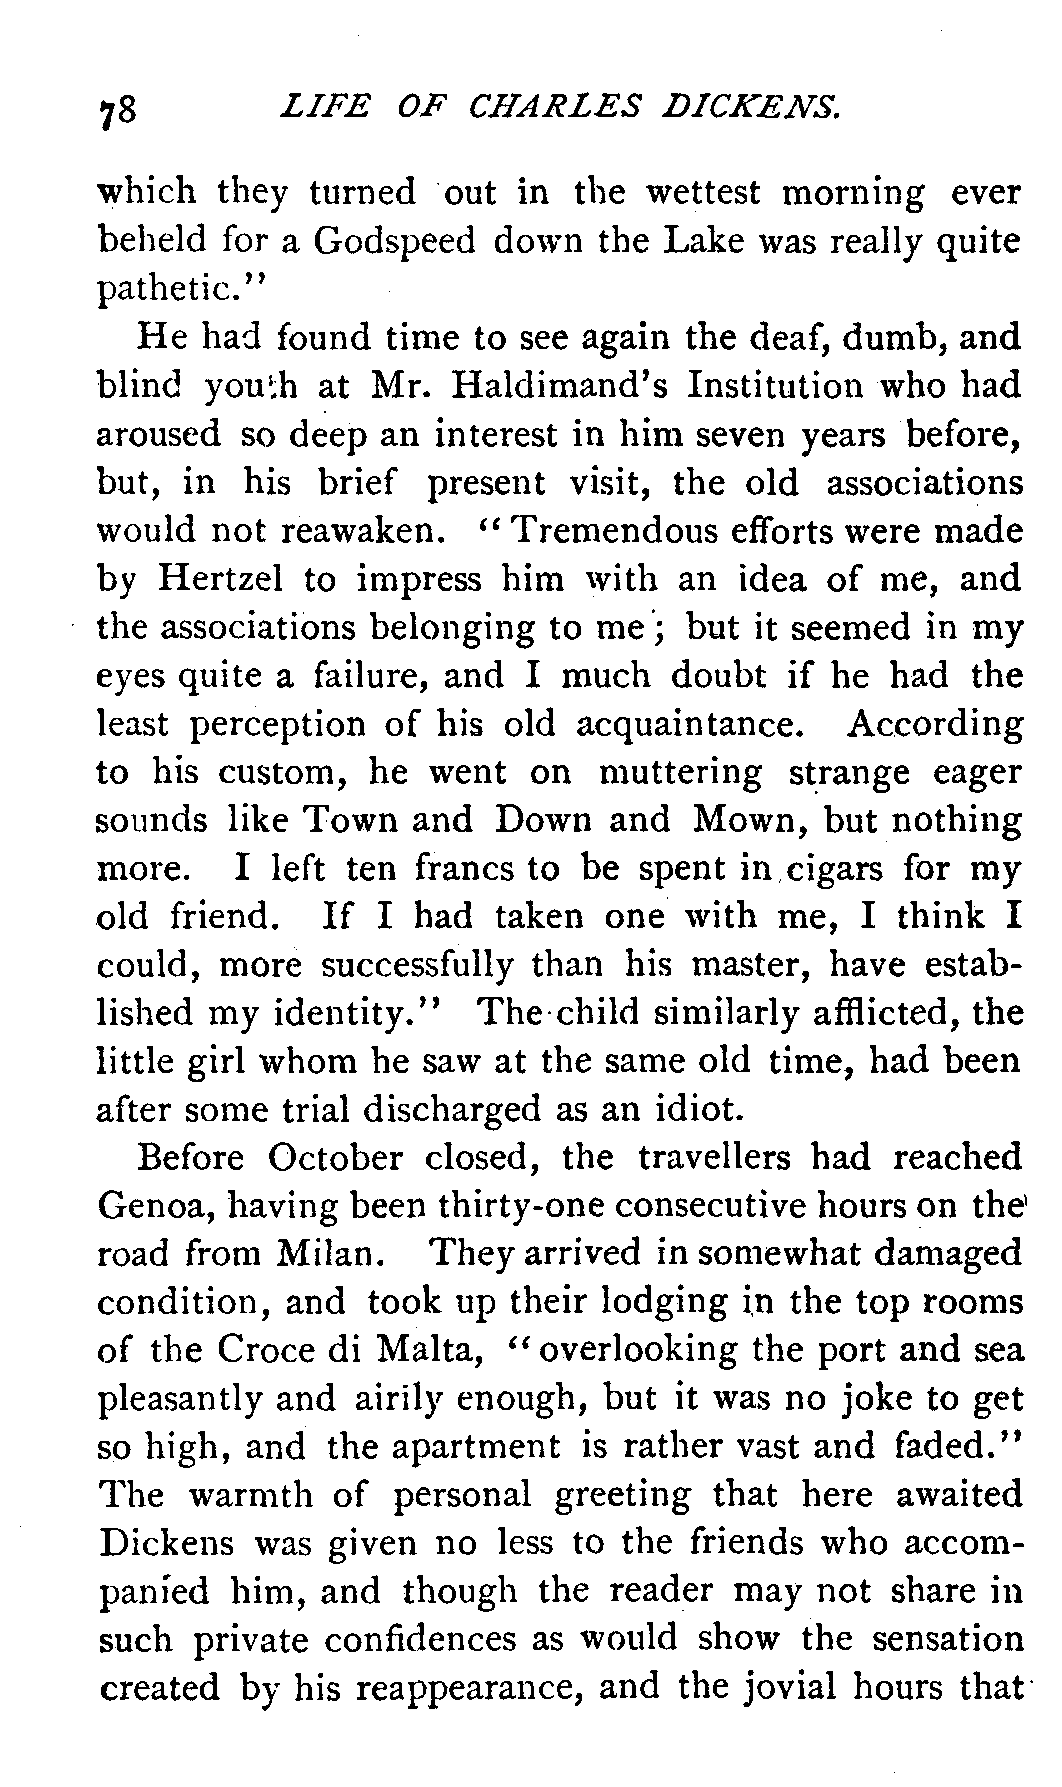 78 LIFE OF CHARLES DICKENS.
which they turned out in the wettest morning ever
beheld for a Godspeed down the Lake was really quite
pathetic."
He had found time to see again the deaf, dumb, and
blind youth at Mr. Haldimand's Institution who had
aroused so deep an interest in him seven years before,
but, in his brief present visit, the old associations
would not reawaken. "Tremendous efforts were made
by Hertzel to impress him with an idea of me, and
the associations belonging to me; but it seemed in my
eyes quite a failure, and I much doubt if he had the
least perception of his old acquaintance. According
to his custom, he went on muttering strange eager
sounds like Town and Down and Mown, but nothing
more. I left ten francs to be spent in cigars for my
old friend. If I had taken one with me, I think I
could, more successfully than his master, have estab-
lished my identity." The child similarly afflicted, the
little girl whom he saw at the same old time, had been
after some trial discharged as an idiot.
Before October closed, the travellers had reached
Genoa, having been thirty-one consecutive hours on the
road from Milan. They arrived in somewhat damaged
condition, and took up their lodging in the top rooms
of the Croce di Malta, "overlooking the port and sea
pleasantly and airily enough, but it was no joke to get
so high, and the apartment is rather vast and faded."
The warmth of personal greeting that here awaited
Dickens was given no less to the friends who accom-
panied him, and though the reader may not share in
such private confidences as would show the sensation
created by his reappearance, and the jovial hours that